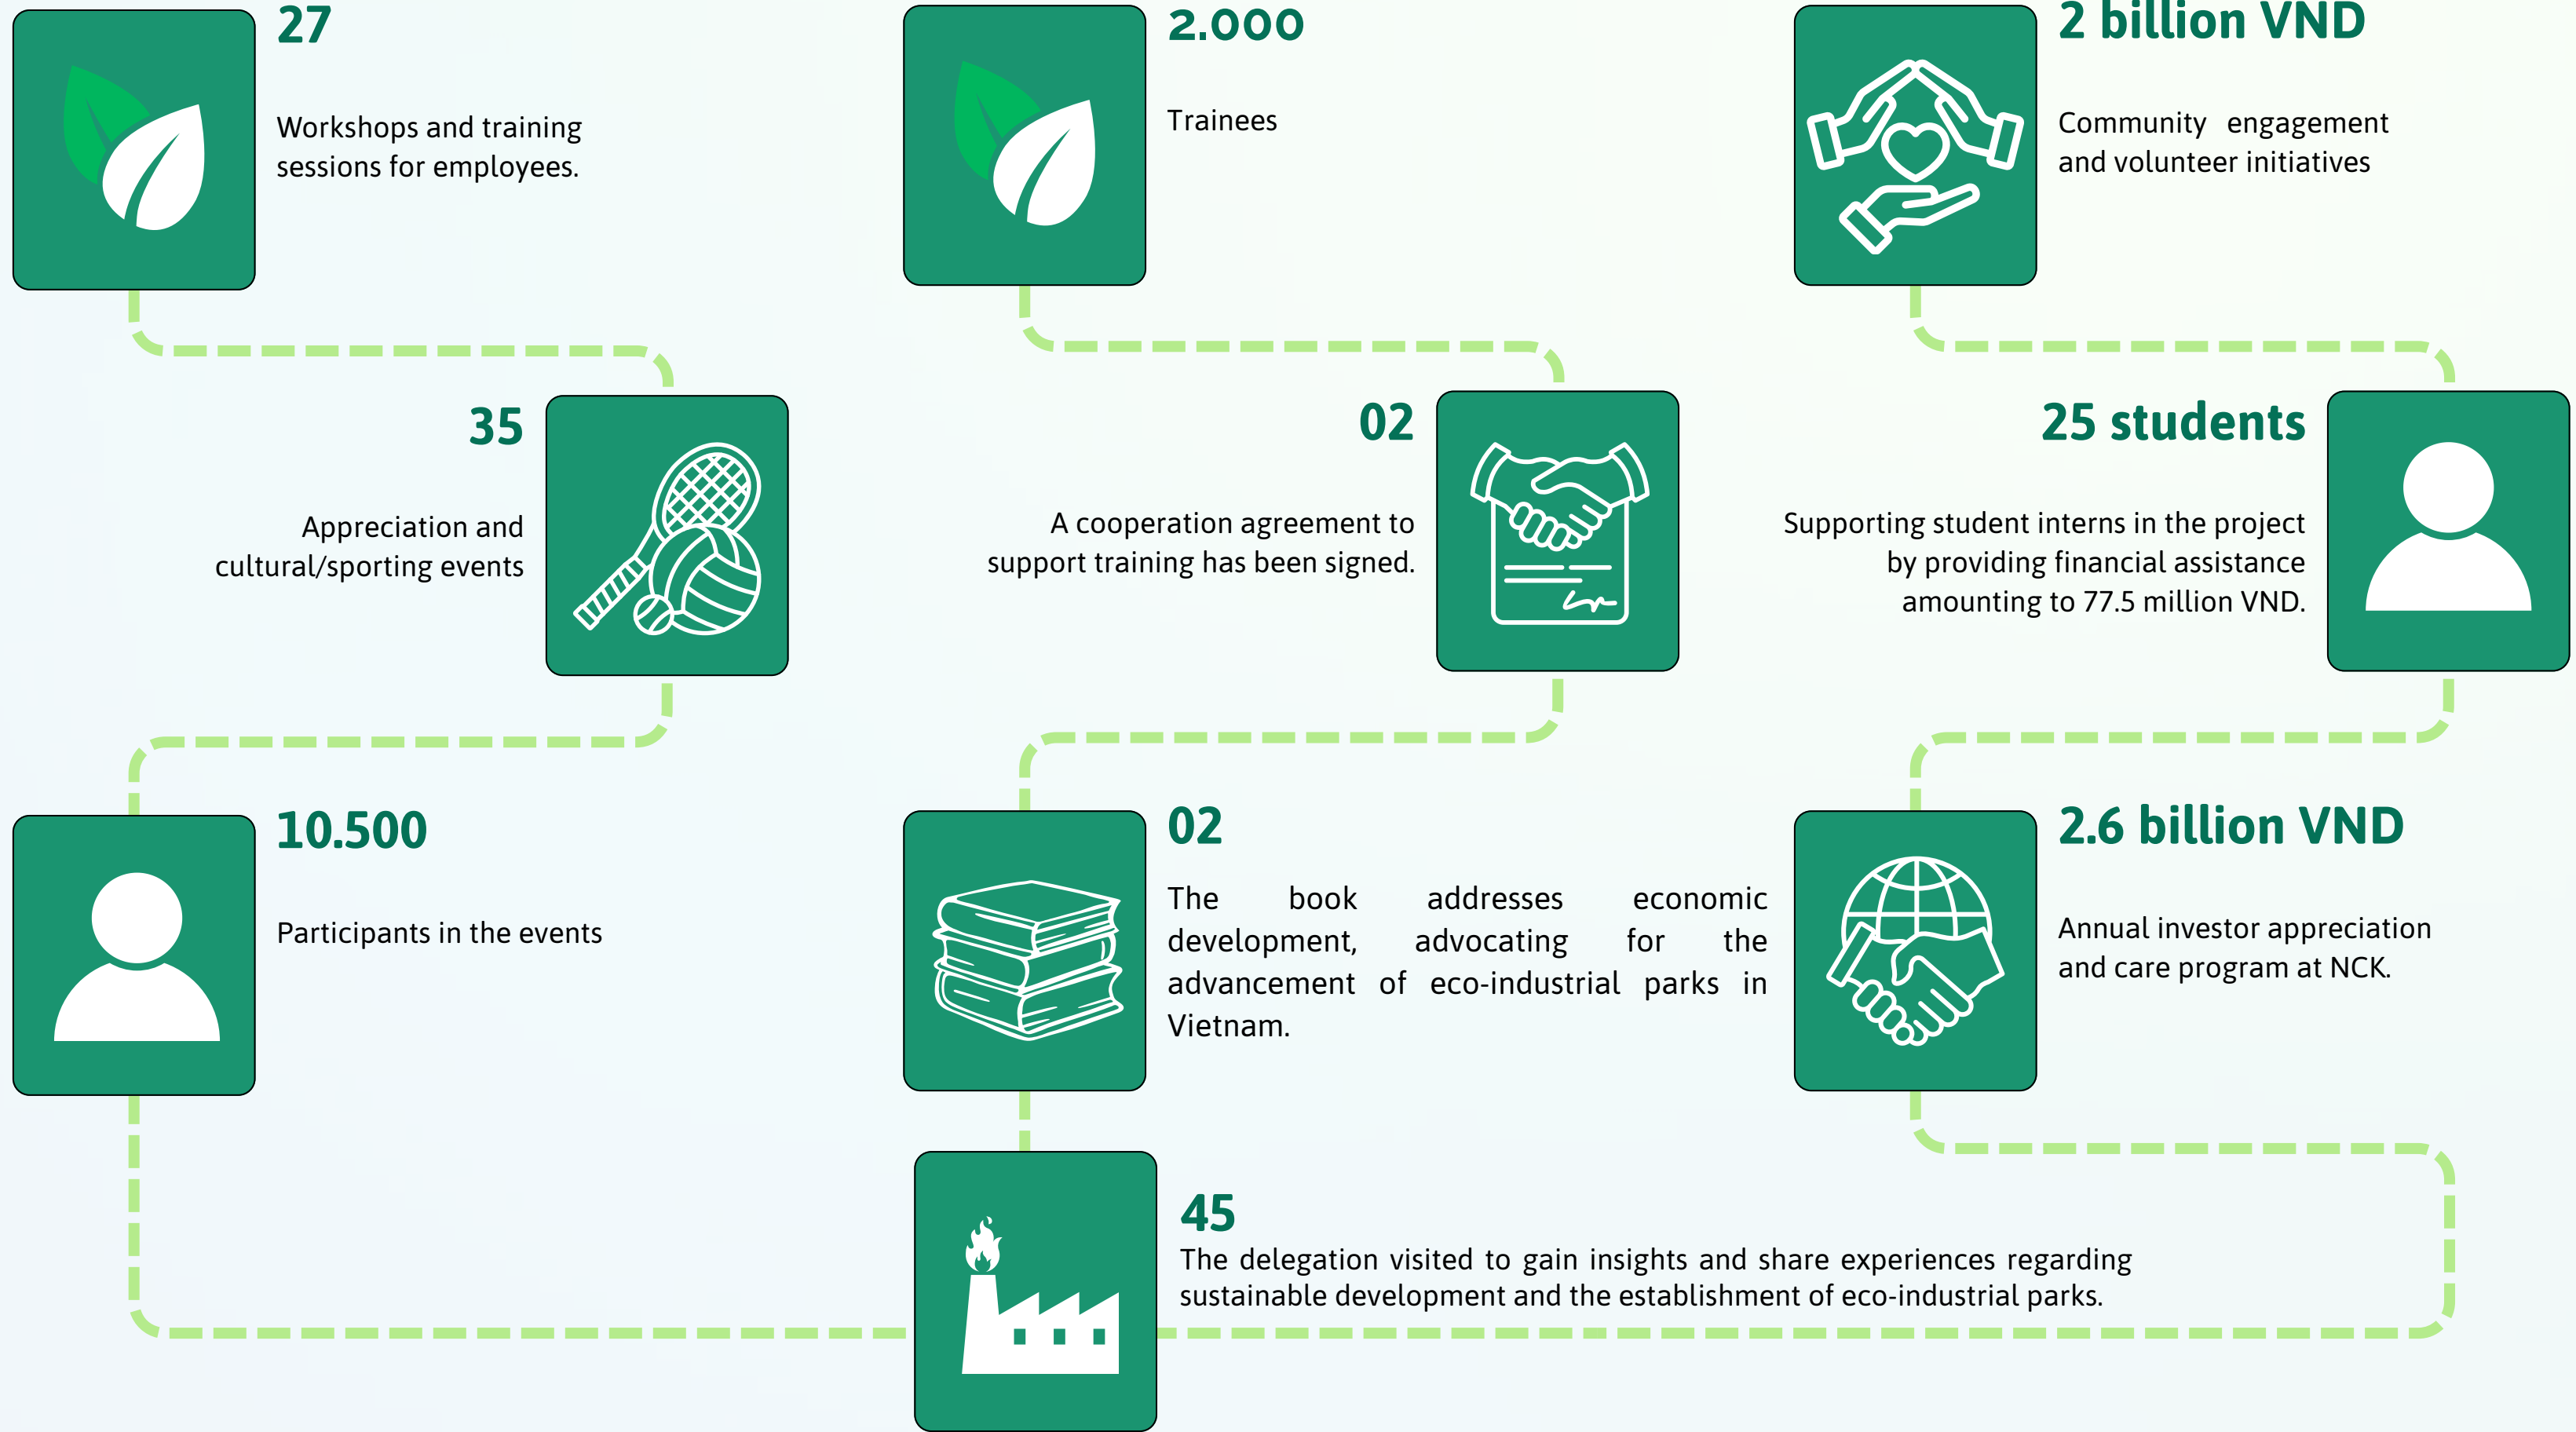 27
Workshops and training
sessions for employees.
2.000
Trainees
2 billion VND
Community engagement
and volunteer initiatives
35
Appreciation and
cultural/sporting events
02
A cooperation agreement to
support training has been signed.
25 students
Supporting student interns in the project
by providing financial assistance
amounting to 77.5 million VND.
10.500
Participants in the events
02
The book addresses economic
development, advocating for the
advancement of eco-industrial parks in
Vietnam.
2.6 billion VND
Annual investor appreciation
and care program at NCK.
45
The delegation visited to gain insights and share experiences regarding
sustainable development and the establishment of eco-industrial parks.